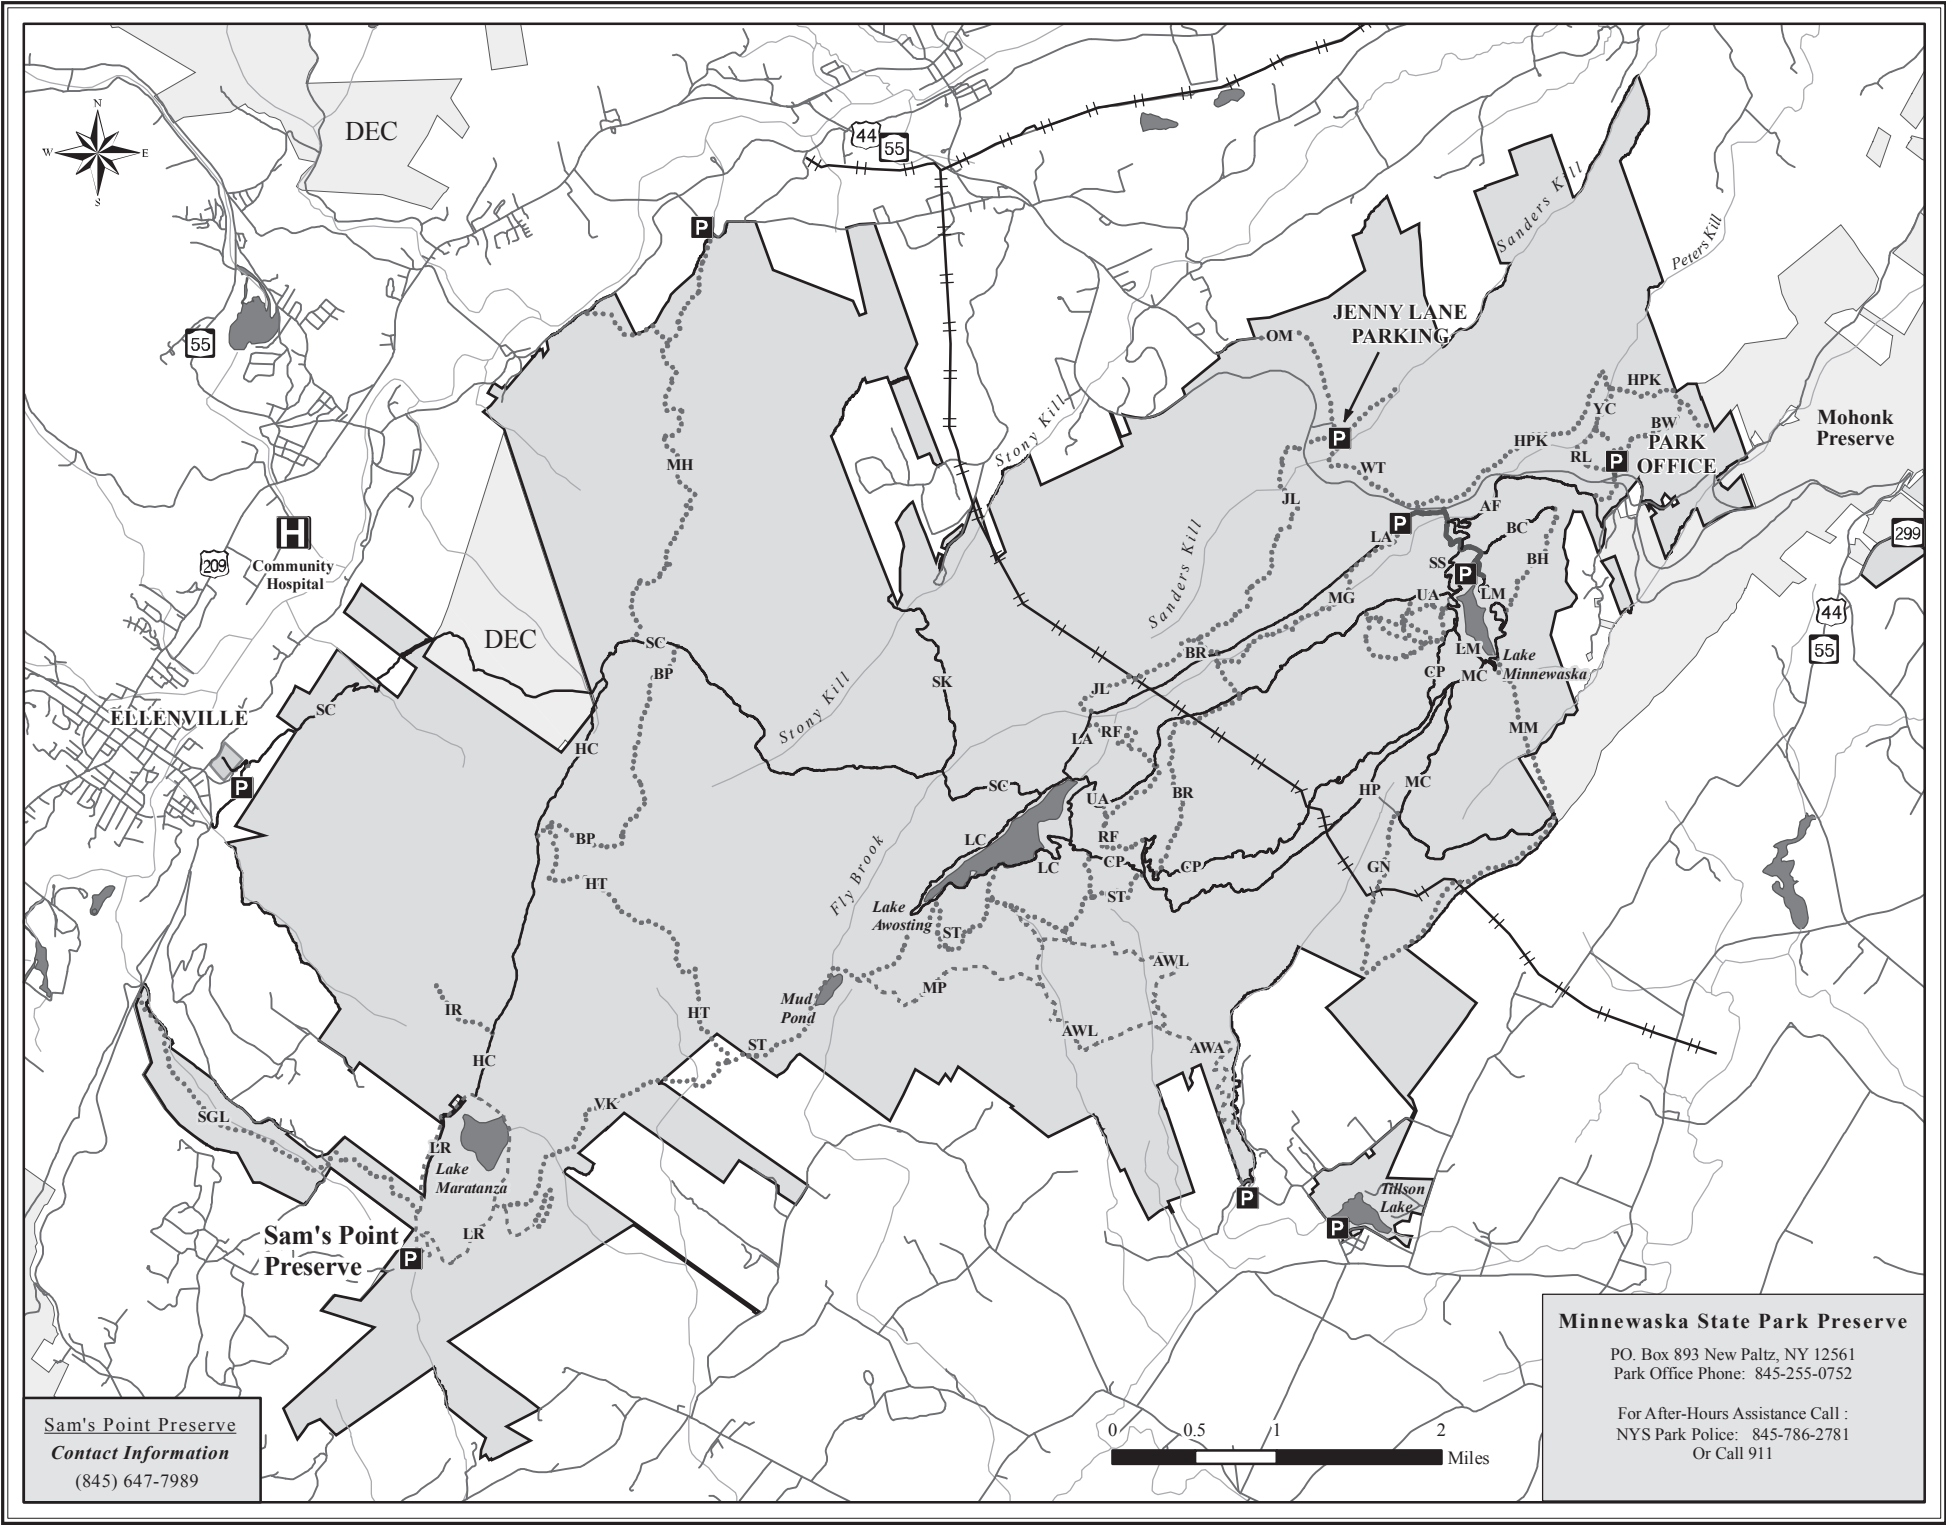 N
W
E
S
DEC
44
55
Sanders Kill
Peters Kill
P
55
JENNY LANE
PARKING
OM
P
Stony Kill
HPK
YC
BW
Mohonk
Preserve
HPK
PARK
OFFICE
RL
P
MH
WT
JL
AF
P
LA
BC
299
H
Community
Hospital
209
Sanders Kill
SS
BH
P
UA
LM
MG
44
55
DEC
SC
BP
BR
LM
Lake
Minnewaska
CP
MC
SK
JL
ELLENVILLE
SC
Stony Kill
HC
LA
RF
MM
P
SC
UA
BR
HP
MC
BP
LC
RF
LC
CP
CP
GN
HT
ST
Fly Brook
Lake
Awosting
ST
AWL
MP
IR
HT
Mud
Pond
AWL
ST
AWA
HC
VK
SGL
LR
Lake
Maratanza
P
Tillson
Lake
P
LR
Sam's Point
Preserve
P
Minnewaska State Park Preserve
PO. Box 893 New Paltz, NY 12561
Park Office Phone: 845-255-0752
For After-Hours Assistance Call :
NYS Park Police: 845-786-2781
Or Call 911
Sam's Point Preserve
Contact Information
(845) 647-7989
0 0.5 1 2
Miles